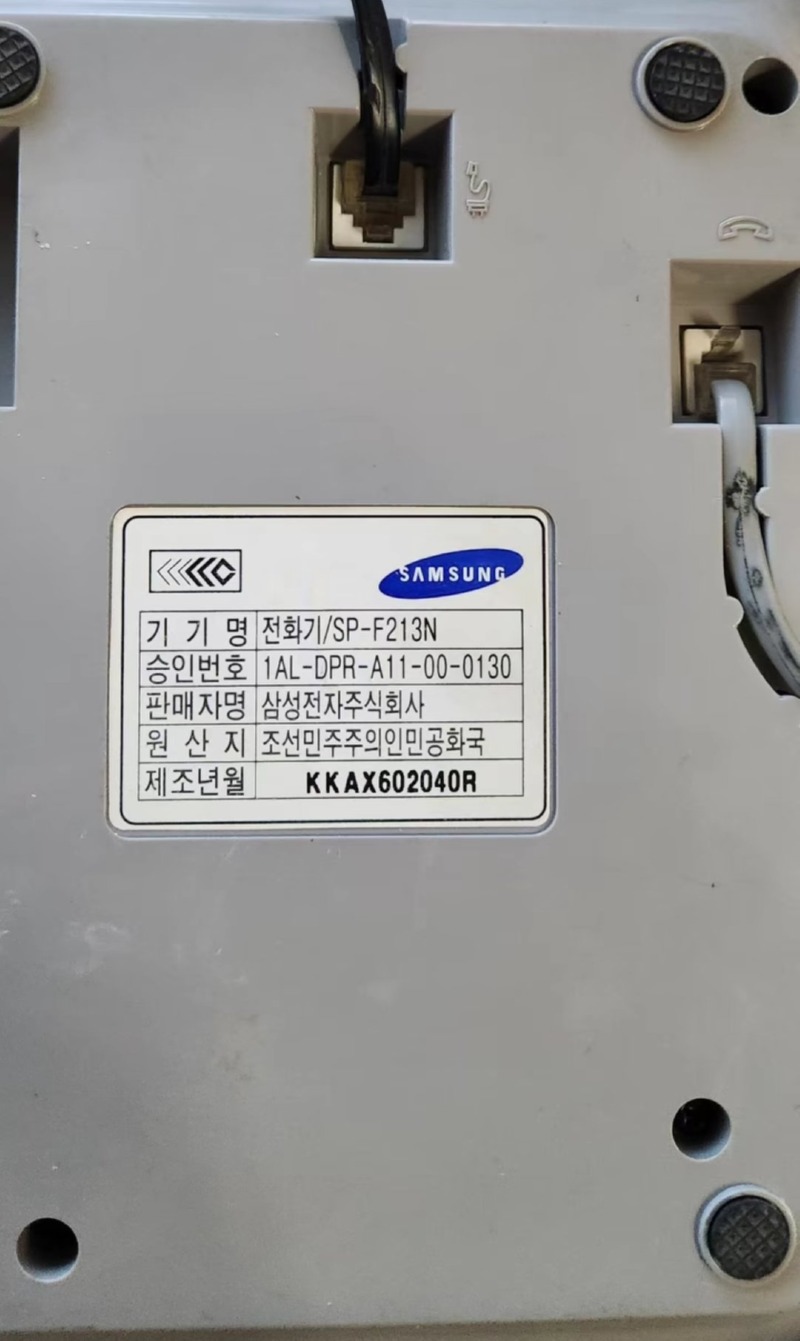 SAMSUNG
기 기 명 전화기/SP-F213N
승인번호 1AL-DPR-A11-00-0130
판매자명 삼성전자주식회사
원 산 지 조선민주주의인민공화국
제조년월 KKAX602040R